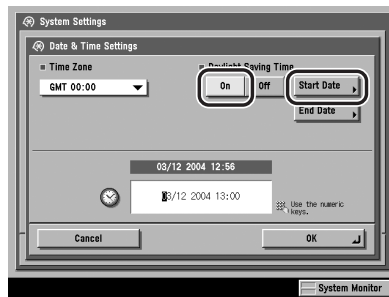 System Settings
Date & Time Settings
Time Zone
Daylight Saving Time
GMT 00:00
On
Off
Start Date
End Date
03/12 2004 12:56
03/12 2004 13:00
Use the numeric
keys.
Cancel
OK
System Monitor